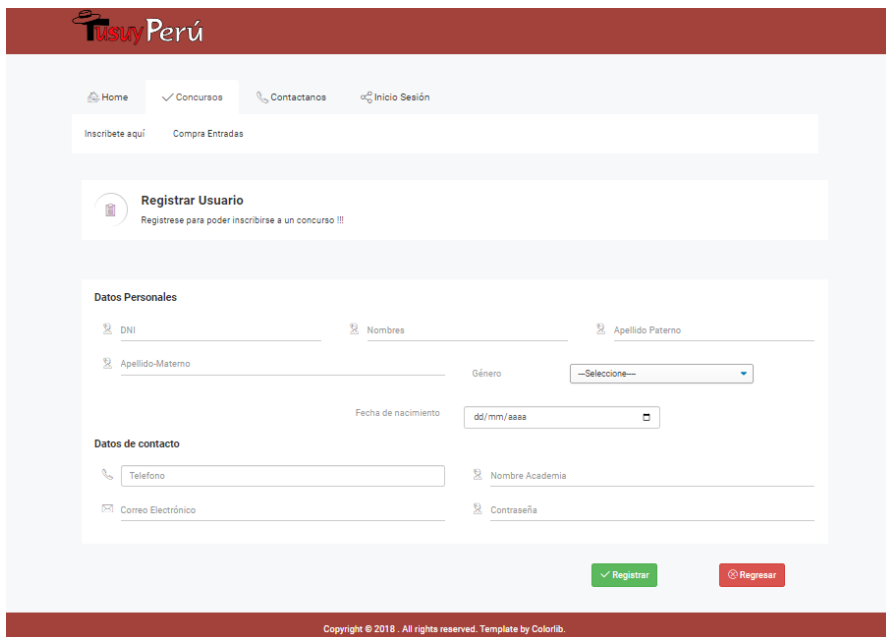 Tusuy Perú
Home Concursos Contactanos Inicio Sesión
Inscribete aquí Compra Entradas
Registrar Usuario
Registrese para poder inscribirse a un concurso !!!
Datos Personales
DNI Nombres Apellido Paterno
Apellido-Materno Género ---Seleccione---
Fecha de nacimiento dd/mm/aaaa
Datos de contacto
Telefono Nombre Academia
Correo Electrónico Contraseña
Registrar Regresar
Copyright © 2018 . All rights reserved. Template by Colorlib.